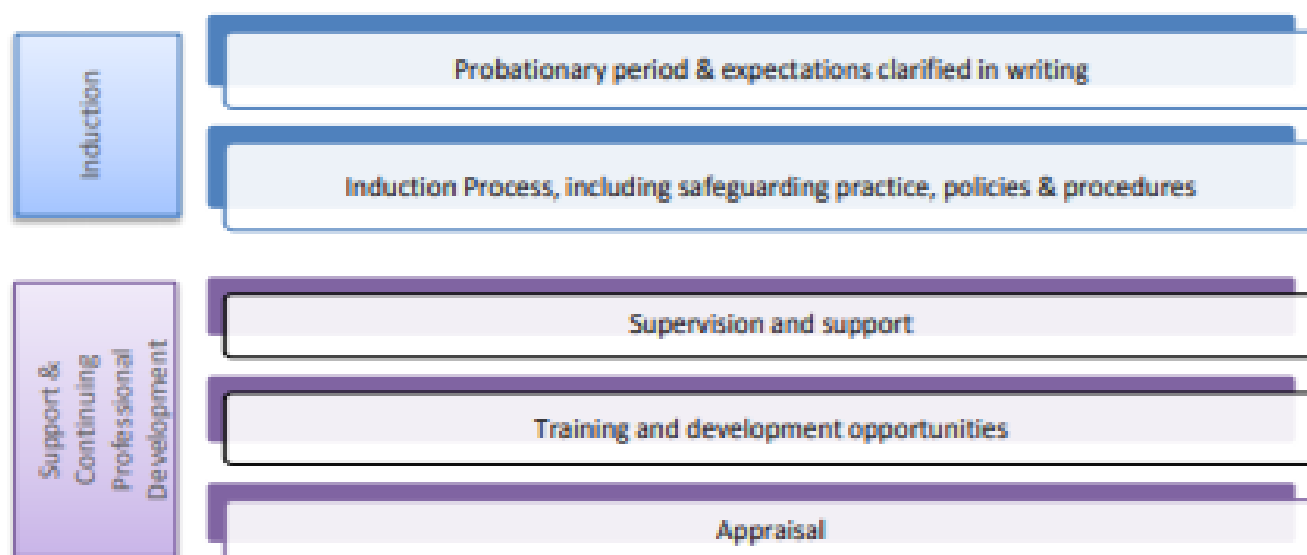 Induction
Probationary period & expectations clarified in writing
Induction Process, including safeguarding practice, policies & procedures
Support &
Continuing
Professional
Development
Supervision and support
Training and development opportunities
Appraisal